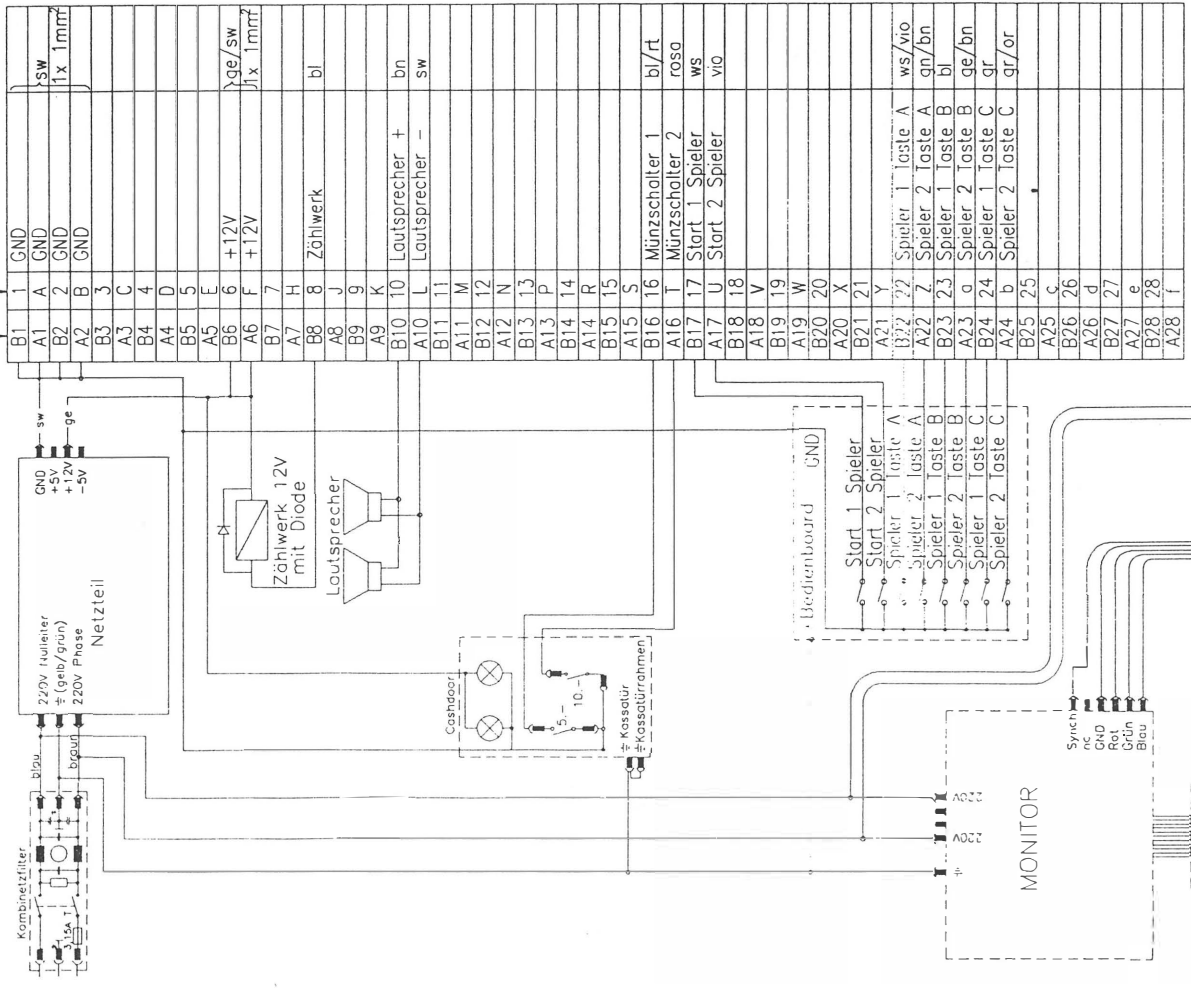 Kombinetzfilter
3,15A T
blau
braun
220V Nulleiter
⏚ (gelb/grün)
220V Phase
Netzteil
GND
+5V
+12V
-5V
sw
ge
Zählwerk 12V
mit Diode
Lautsprecher
Cashdoor
5.-
10.-
Kassatür
Kassatürrahmen
Bedienboard GND
Start 1 Spieler
Start 2 Spieler
Spieler 1 Taste A
Spieler 2 Taste A
Spieler 1 Taste B
Spieler 2 Taste B
Spieler 1 Taste C
Spieler 2 Taste C
220V
220V
⏚
MONITOR
Synch
nc
GND
Rot
Grün
Blau
B1 1 GND
A1 A GND
B2 2 GND
A2 B GND
sw
1x 1mm²
B3 3
A3 C
B4 4
A4 D
B5 5
A5 E
B6 6 +12V
A6 F +12V
ge/sw
1x 1mm²
B7 7
A7 H
B8 8 Zählwerk bl
A8 J
B9 9
A9 K
B10 10 Lautsprecher + bn
A10 L Lautsprecher - sw
B11 11
A11 M
B12 12
A12 N
B13 13
A13 P
B14 14
A14 R
B15 15
A15 S
B16 16 Münzschalter 1 bl/rt
A16 T Münzschalter 2 rosa
B17 17 Start 1 Spieler ws
A17 U Start 2 Spieler vio
B18 18
A18 V
B19 19
A19 W
B20 20
A20 X
B21 21
A21 Y
B22 22 Spieler 1 Taste A ws/vio
A22 Z Spieler 2 Taste A gn/bn
B23 23 Spieler 1 Taste B bl
A23 a Spieler 2 Taste B ge/bn
B24 24 Spieler 1 Taste C gr
A24 b Spieler 2 Taste C gr/or
B25 25
A25 c
B26 26
A26 d
B27 27
A27 e
B28 28
A28 f